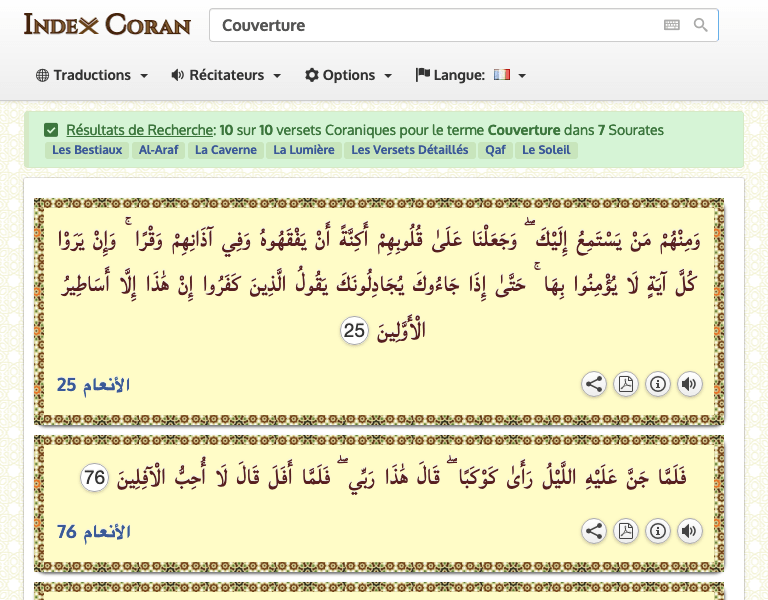 INDEX CORAN
Couverture
Traductions
Récitateurs
Options
Langue:
Résultats de Recherche: 10 sur 10 versets Coraniques pour le terme Couverture dans 7 Sourates
Les Bestiaux Al-Araf La Caverne La Lumière Les Versets Détaillés Qaf Le Soleil
وَمِنْهُمْ مَنْ يَسْتَمِعُ إِلَيْكَ ۖ وَجَعَلْنَا عَلَىٰ قُلُوبِهِمْ أَكِنَّةً أَنْ يَفْقَهُوهُ وَفِي آذَانِهِمْ وَقْرًا ۚ وَإِنْ يَرَوْا
كُلَّ آيَةٍ لَا يُؤْمِنُوا بِهَا ۚ حَتَّىٰ إِذَا جَاءُوكَ يُجَادِلُونَكَ يَقُولُ الَّذِينَ كَفَرُوا إِنْ هَٰذَا إِلَّا أَسَاطِيرُ
الْأَوَّلِينَ 25
الأنعام 25
فَلَمَّا جَنَّ عَلَيْهِ اللَّيْلُ رَأَىٰ كَوْكَبًا ۖ قَالَ هَٰذَا رَبِّي ۖ فَلَمَّا أَفَلَ قَالَ لَا أُحِبُّ الْآفِلِينَ 76
الأنعام 76